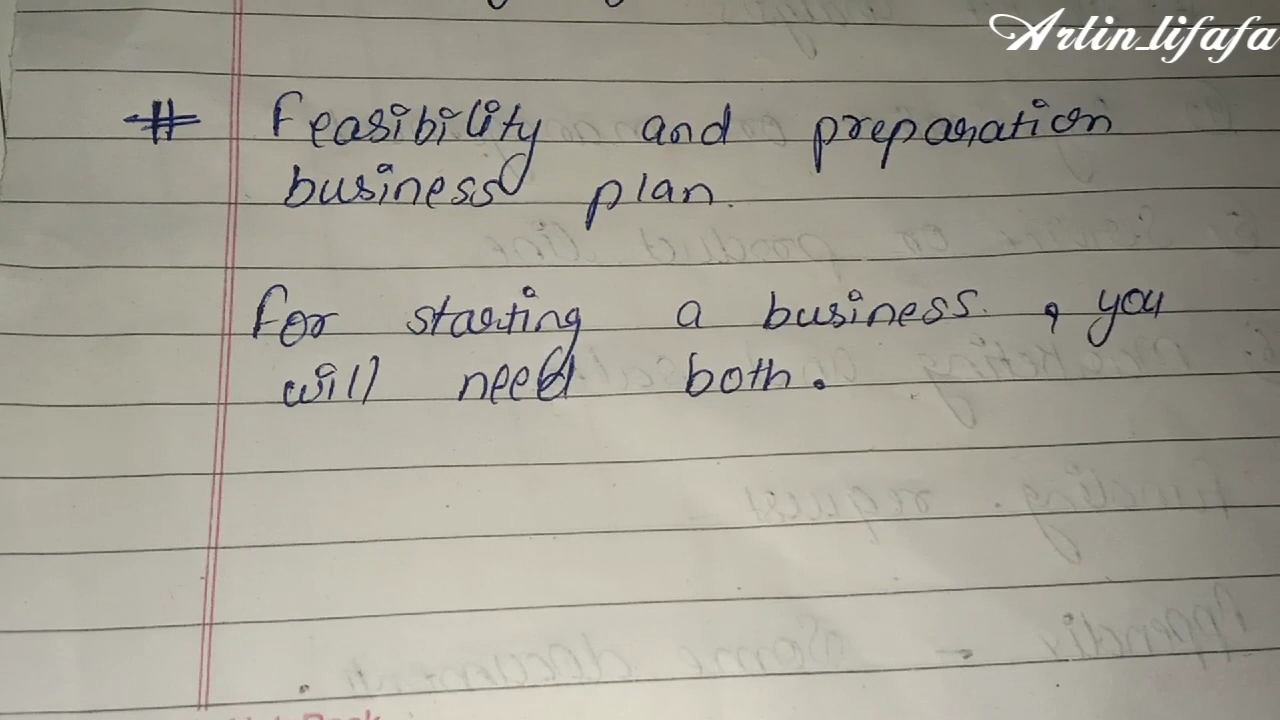 Artin_lifafa
# Feasibility and preparation
business plan.
For starting a business, you
will need both.